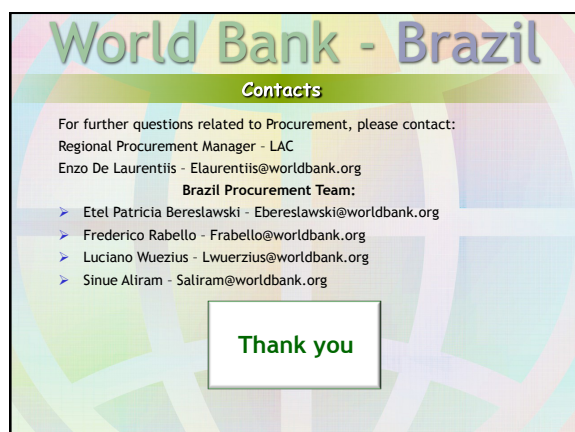 World Bank - Brazil
Contacts
For further questions related to Procurement, please contact:
Regional Procurement Manager – LAC
Enzo De Laurentiis – Elaurentiis@worldbank.org
Brazil Procurement Team:
➢ Etel Patricia Bereslawski – Ebereslawski@worldbank.org
➢ Frederico Rabello – Frabello@worldbank.org
➢ Luciano Wuezius – Lwuerzius@worldbank.org
➢ Sinue Aliram – Saliram@worldbank.org
Thank you